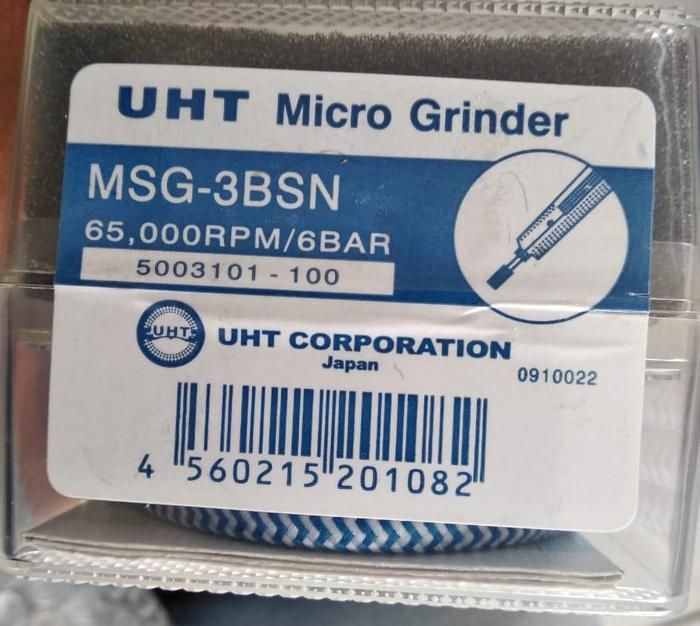 UHT Micro Grinder
MSG-3BSN
65,000RPM/6BAR
5003101 - 100
UHT
UHT CORPORATION
Japan
0910022
4 560215 201082